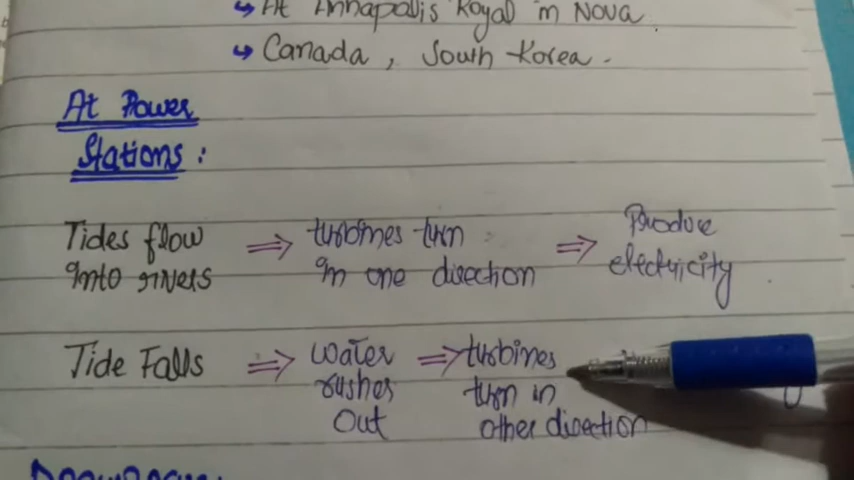 ↳ At Annapolis Royal in Nova
↳ Canada, South Korea.
At Power
Stations:
Tides flow ⇒ turbines turn ⇒ Produce
into rivers in one direction electricity
Tide Falls ⇒ water ⇒ turbines
rushes turn in
Out other direction